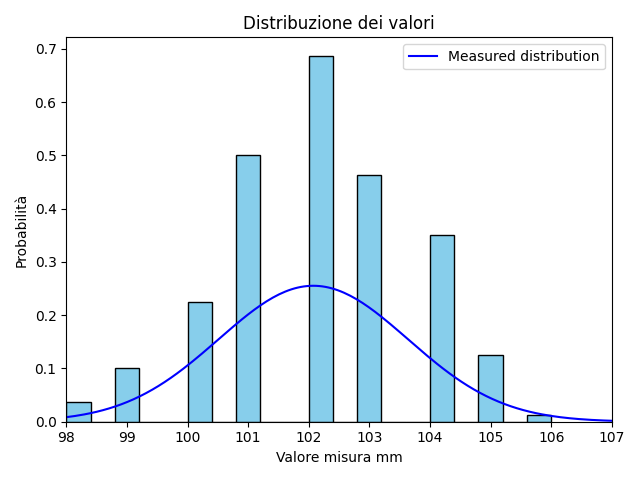 Distribuzione dei valori
Measured distribution
Probabilità
0.7
0.6
0.5
0.4
0.3
0.2
0.1
0.0
98 99 100 101 102 103 104 105 106 107
Valore misura mm